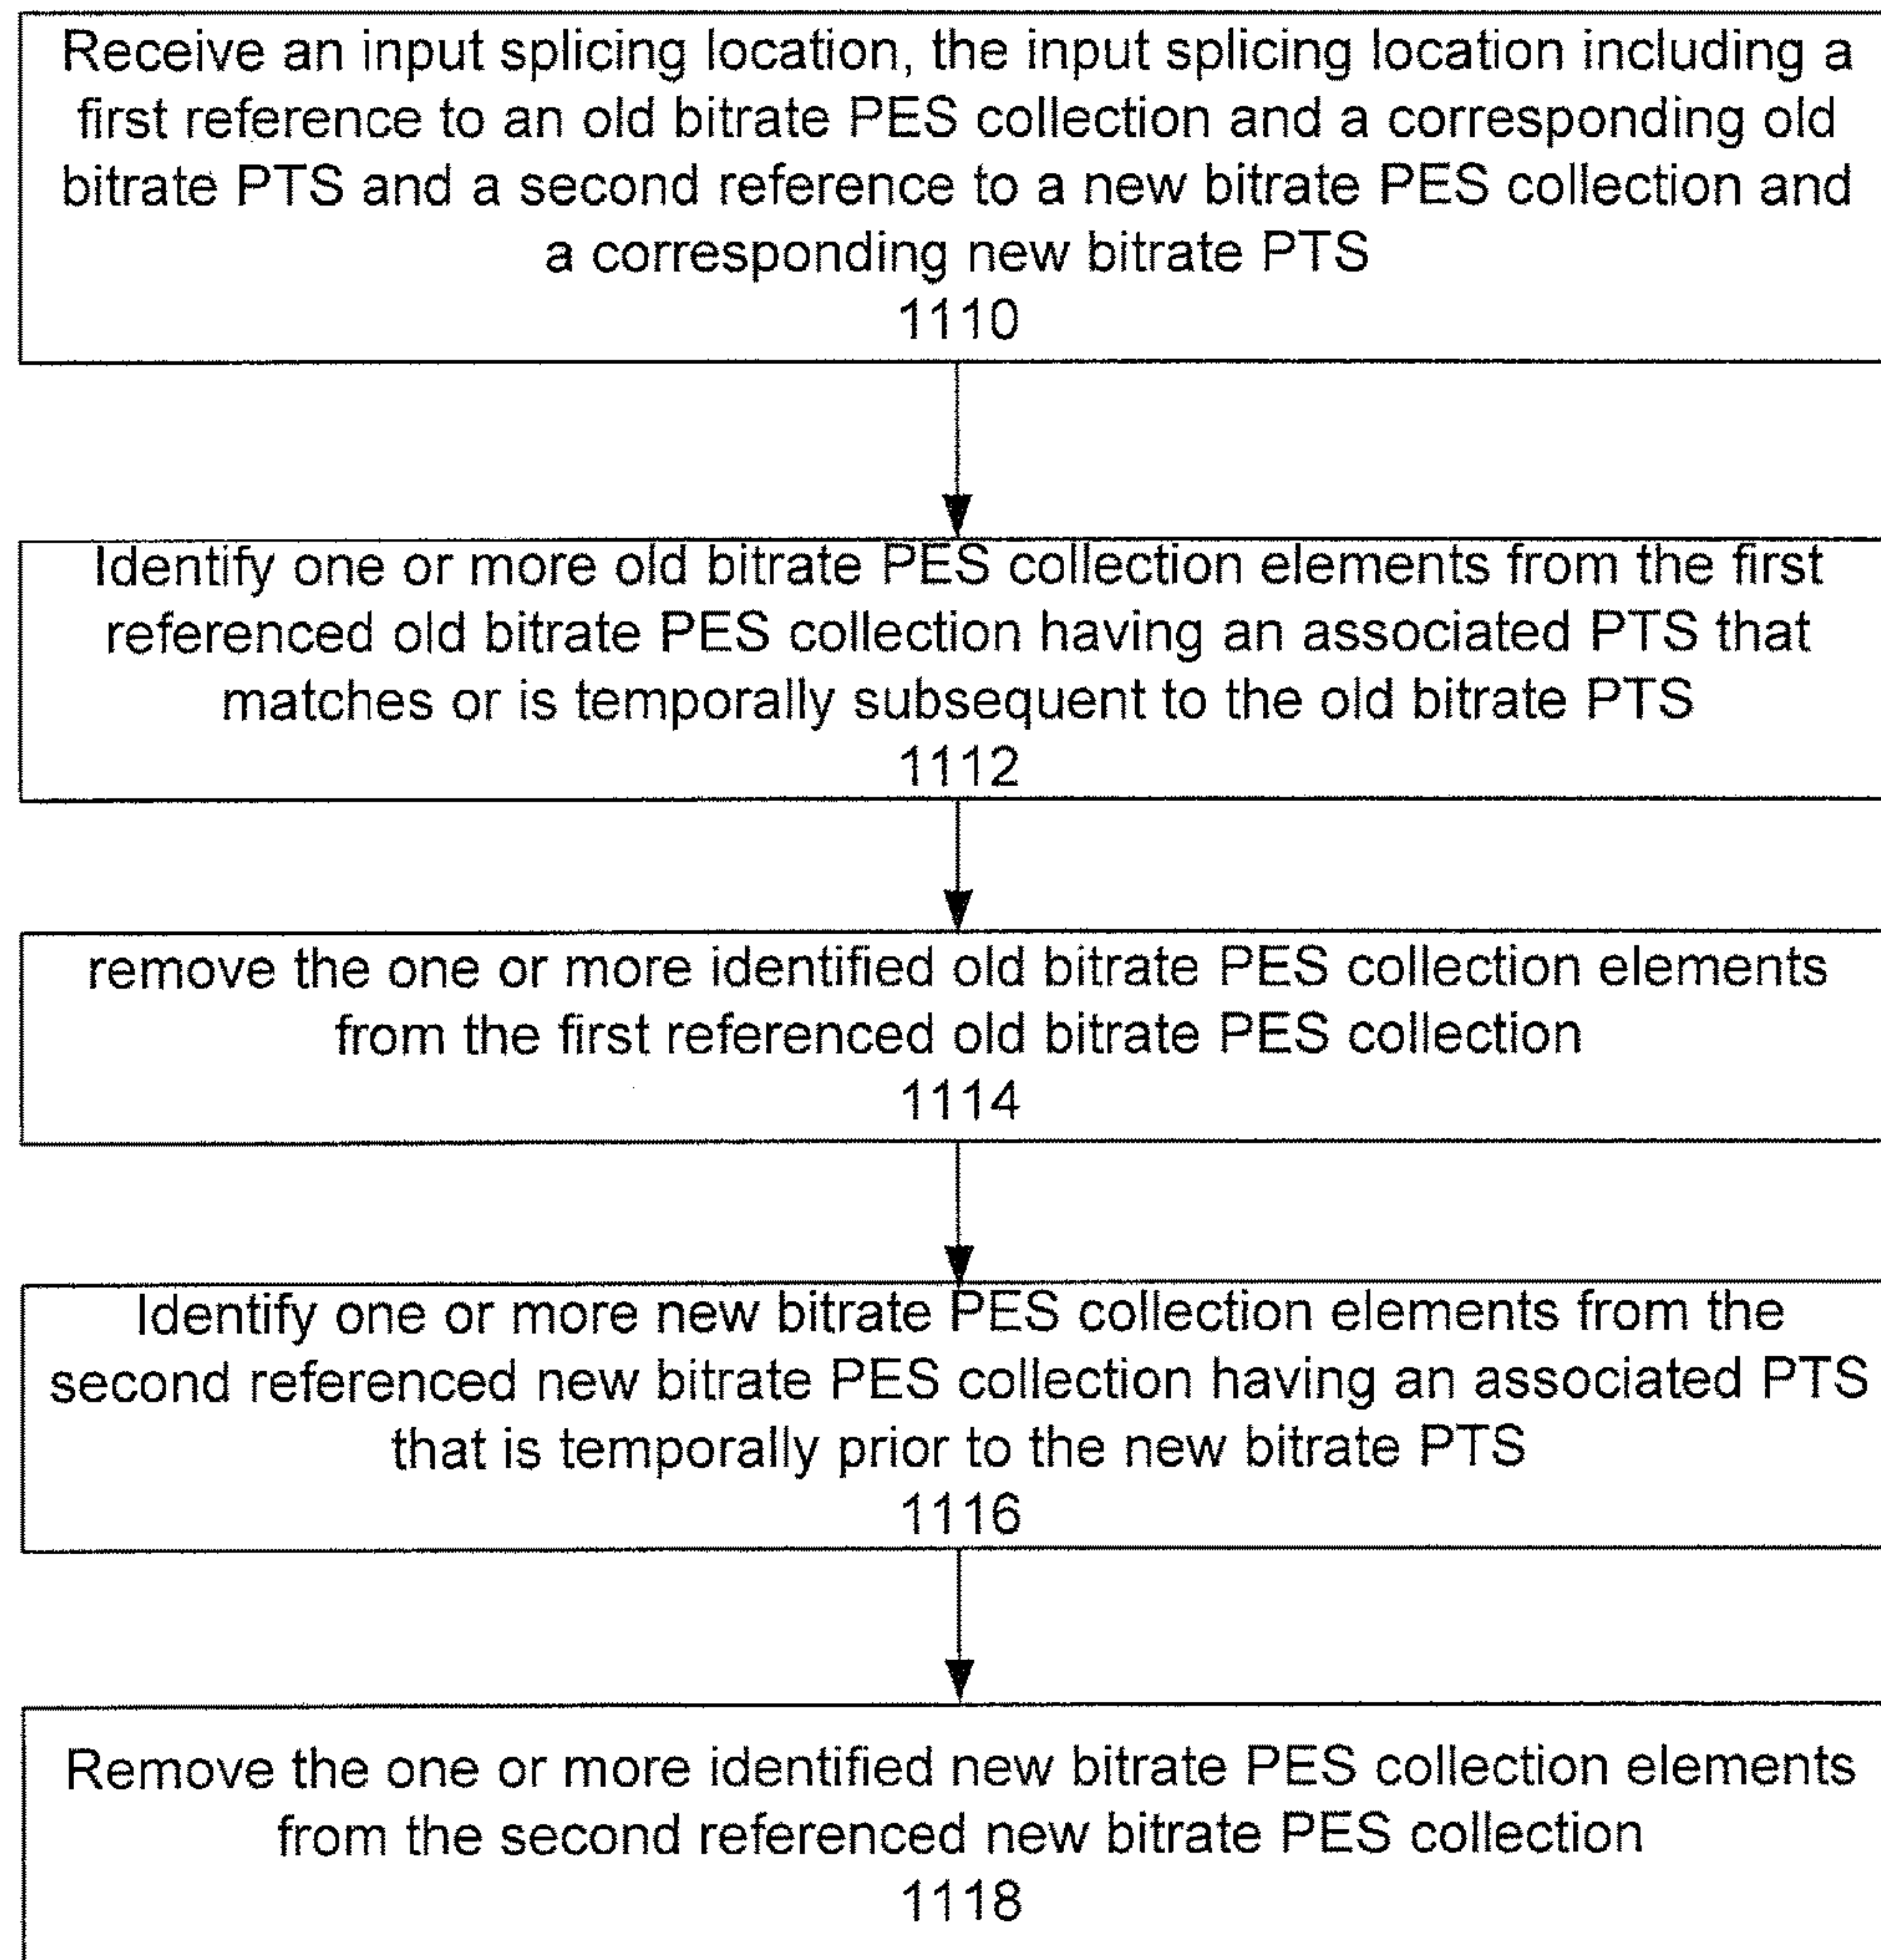 Receive an input splicing location, the input splicing location including a
first reference to an old bitrate PES collection and a corresponding old
bitrate PTS and a second reference to a new bitrate PES collection and
a corresponding new bitrate PTS
1110
Identify one or more old bitrate PES collection elements from the first
referenced old bitrate PES collection having an associated PTS that
matches or is temporally subsequent to the old bitrate PTS
1112
remove the one or more identified old bitrate PES collection elements
from the first referenced old bitrate PES collection
1114
Identify one or more new bitrate PES collection elements from the
second referenced new bitrate PES collection having an associated PTS
that is temporally prior to the new bitrate PTS
1116
Remove the one or more identified new bitrate PES collection elements
from the second referenced new bitrate PES collection
1118